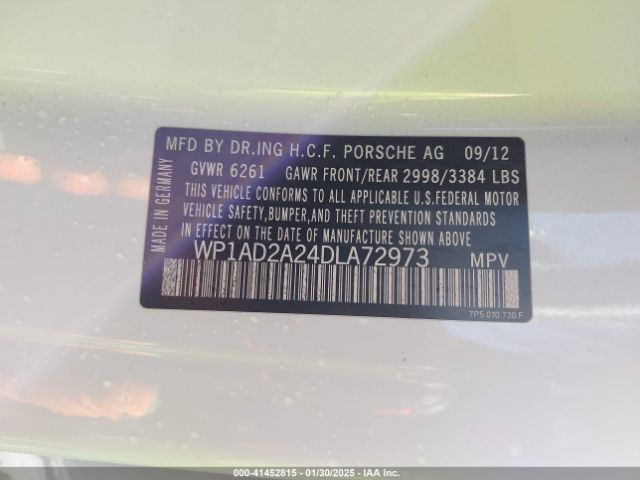 MFD BY DR.ING H.C.F. PORSCHE AG 09/12
GVWR 6261 GAWR FRONT/REAR 2998/3384 LBS
THIS VEHICLE CONFORMS TO ALL APPLICABLE U.S.FEDERAL MOTOR
VEHICLE SAFETY,BUMPER,AND THEFT PREVENTION STANDARDS
IN EFFECT ON THE DATE OF MANUFACTURE SHOWN ABOVE.
WP1AD2A24DLA72973 MPV
7P5.010.730.F
MADE IN GERMANY
000-41452815 - 01/30/2025 - IAA Inc.